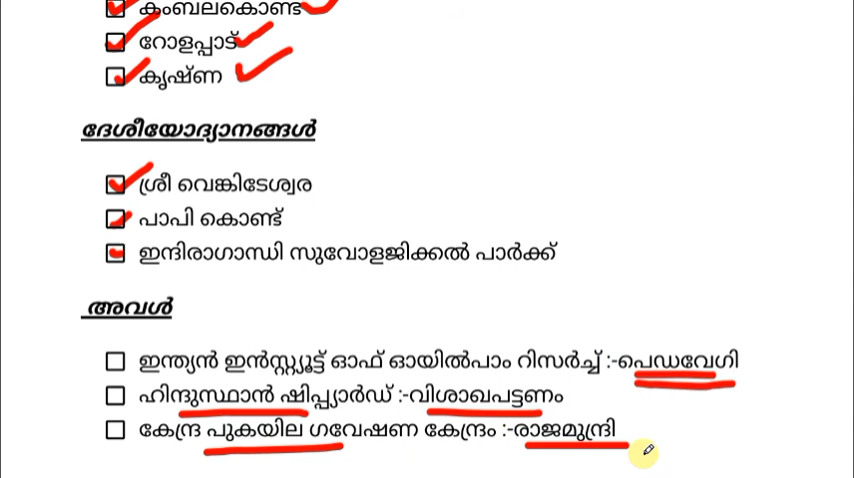 കംബലകൊണ്ട
റോളപ്പാട്
കൃഷ്ണ
ദേശീയോദ്യാനങ്ങൾ
ശ്രീ വെങ്കിടേശ്വര
പാപി കൊണ്ട്
ഇന്ദിരാഗാന്ധി സുവോളജിക്കൽ പാർക്ക്
അവൾ
ഇന്ത്യൻ ഇൻസ്റ്റ്യൂട്ട് ഓഫ് ഓയിൽപാം റിസർച്ച് :-പെഡവേഗി
ഹിന്ദുസ്ഥാൻ ഷിപ്പ്യാർഡ് :-വിശാഖപട്ടണം
കേന്ദ്ര പുകയില ഗവേഷണ കേന്ദ്രം :-രാജമുന്ദ്രി